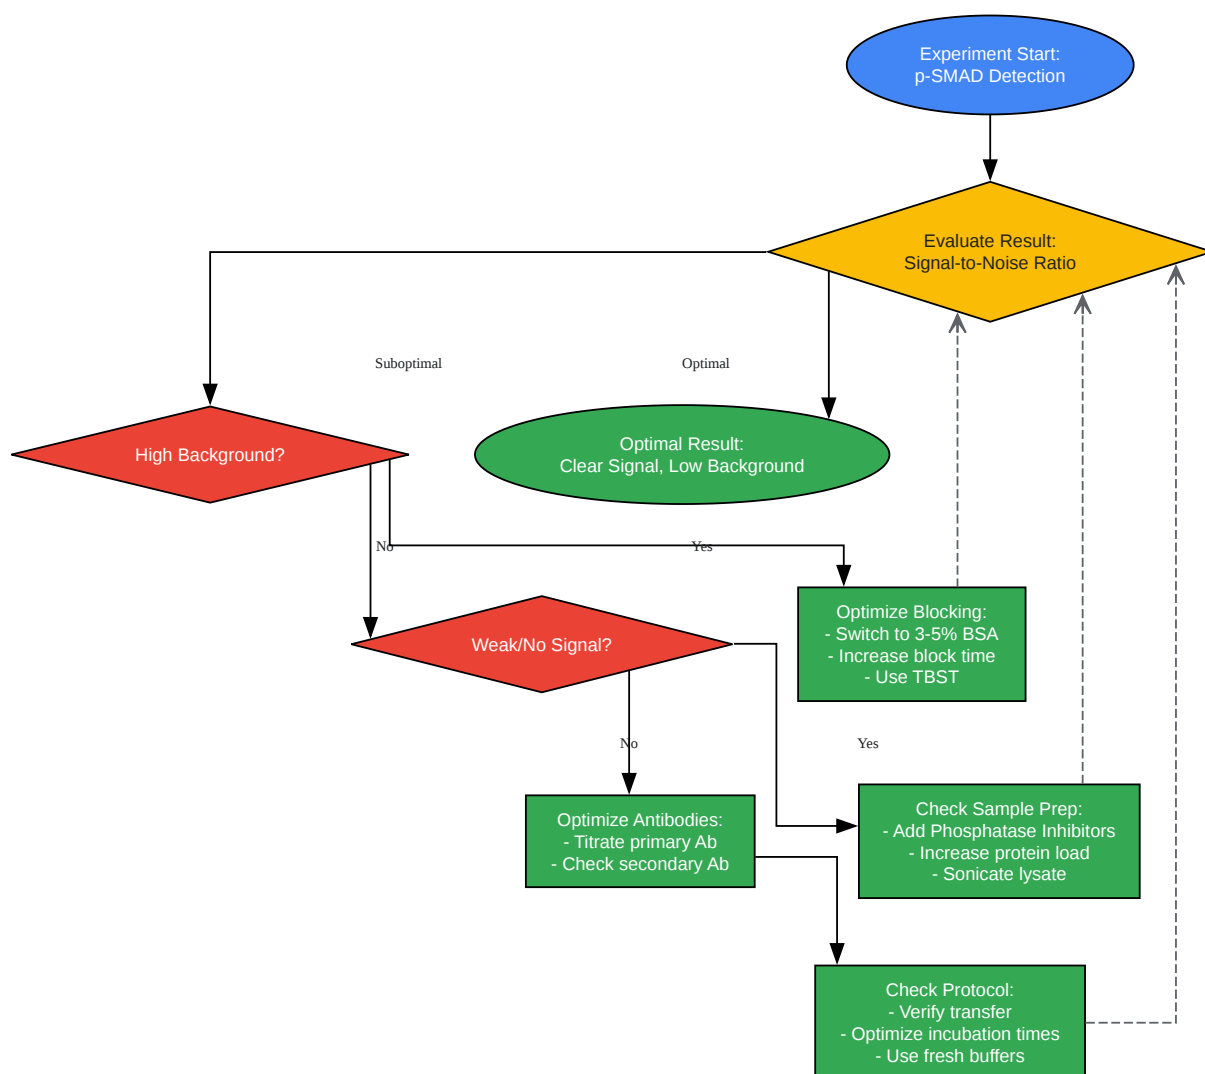 Experiment Start:
p-SMAD Detection
Evaluate Result:
Signal-to-Noise Ratio
Suboptimal
Optimal
High Background?
Optimal Result:
Clear Signal, Low Background
No
Yes
Optimize Blocking:
- Switch to 3-5% BSA
- Increase block time
- Use TBST
Weak/No Signal?
No
Yes
Optimize Antibodies:
- Titrate primary Ab
- Check secondary Ab
Check Sample Prep:
- Add Phosphatase Inhibitors
- Increase protein load
- Sonicate lysate
Check Protocol:
- Verify transfer
- Optimize incubation times
- Use fresh buffers